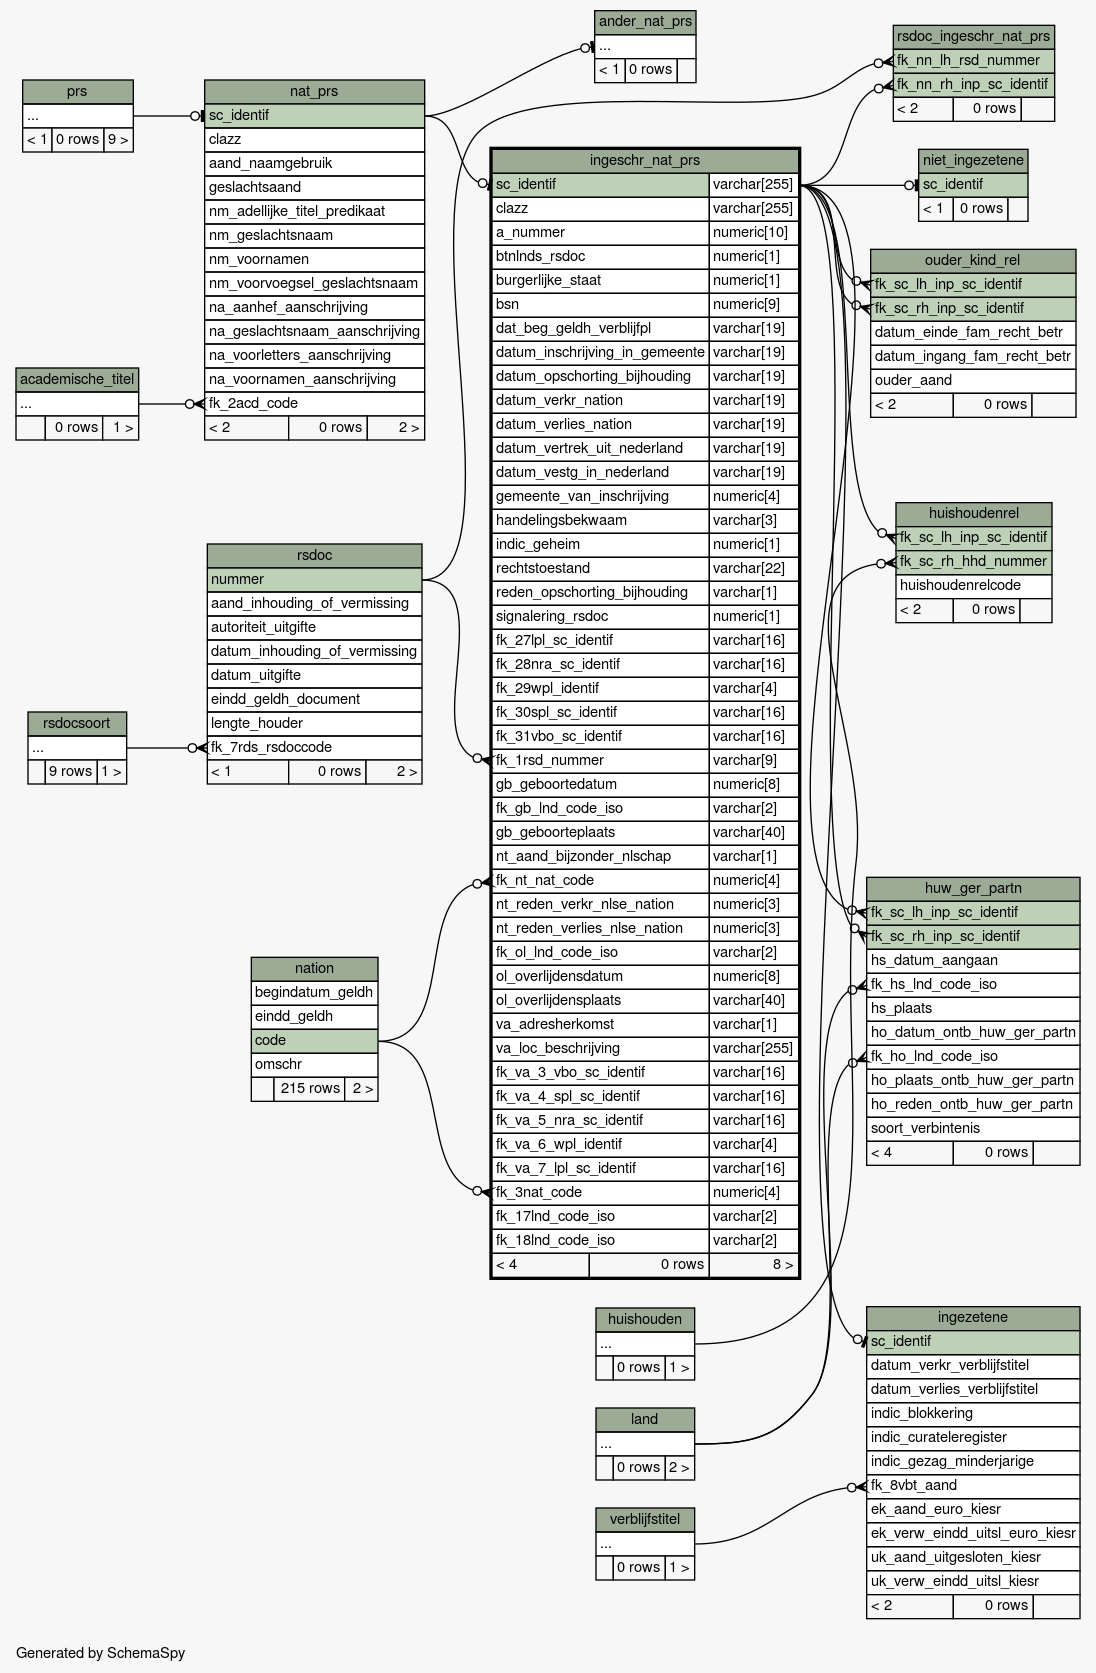 ander_nat_prs
...
< 1 0 rows
rsdoc_ingeschr_nat_prs
fk_nn_lh_rsd_nummer
fk_nn_rh_inp_sc_identif
< 2 0 rows
prs
...
< 1 0 rows 9 >
nat_prs
sc_identif
clazz
aand_naamgebruik
geslachtsaand
nm_adellijke_titel_predikaat
nm_geslachtsnaam
nm_voornamen
nm_voorvoegsel_geslachtsnaam
na_aanhef_aanschrijving
na_geslachtsnaam_aanschrijving
na_voorletters_aanschrijving
na_voornamen_aanschrijving
fk_2acd_code
< 2 0 rows 2 >
academische_titel
...
0 rows 1 >
ingeschr_nat_prs
sc_identif varchar[255]
clazz varchar[255]
a_nummer numeric[10]
btnlnds_rsdoc numeric[1]
burgerlijke_staat numeric[1]
bsn numeric[9]
dat_beg_geldh_verblijfpl varchar[19]
datum_inschrijving_in_gemeente varchar[19]
datum_opschorting_bijhouding varchar[19]
datum_verkr_nation varchar[19]
datum_verlies_nation varchar[19]
datum_vertrek_uit_nederland varchar[19]
datum_vestg_in_nederland varchar[19]
gemeente_van_inschrijving numeric[4]
handelingsbekwaam varchar[3]
indic_geheim numeric[1]
rechtstoestand varchar[22]
reden_opschorting_bijhouding varchar[1]
signalering_rsdoc numeric[1]
fk_27lpl_sc_identif varchar[16]
fk_28nra_sc_identif varchar[16]
fk_29wpl_identif varchar[4]
fk_30spl_sc_identif varchar[16]
fk_31vbo_sc_identif varchar[16]
fk_1rsd_nummer varchar[9]
gb_geboortedatum numeric[8]
fk_gb_lnd_code_iso varchar[2]
gb_geboorteplaats varchar[40]
nt_aand_bijzonder_nlschap varchar[1]
fk_nt_nat_code numeric[4]
nt_reden_verkr_nlse_nation numeric[3]
nt_reden_verlies_nlse_nation numeric[3]
fk_ol_lnd_code_iso varchar[2]
ol_overlijdensdatum numeric[8]
ol_overlijdensplaats varchar[40]
va_adresherkomst varchar[1]
va_loc_beschrijving varchar[255]
fk_va_3_vbo_sc_identif varchar[16]
fk_va_4_spl_sc_identif varchar[16]
fk_va_5_nra_sc_identif varchar[16]
fk_va_6_wpl_identif varchar[4]
fk_va_7_lpl_sc_identif varchar[16]
fk_3nat_code numeric[4]
fk_17lnd_code_iso varchar[2]
fk_18lnd_code_iso varchar[2]
< 4 0 rows 8 >
niet_ingezetene
sc_identif
< 1 0 rows
ouder_kind_rel
fk_sc_lh_inp_sc_identif
fk_sc_rh_inp_sc_identif
datum_einde_fam_recht_betr
datum_ingang_fam_recht_betr
ouder_aand
< 2 0 rows
huishoudenrel
fk_sc_lh_inp_sc_identif
fk_sc_rh_hhd_nummer
huishoudenrelcode
< 2 0 rows
rsdoc
nummer
aand_inhouding_of_vermissing
autoriteit_uitgifte
datum_inhouding_of_vermissing
datum_uitgifte
eindd_geldh_document
lengte_houder
fk_7rds_rsdoccode
< 1 0 rows 2 >
rsdocsoort
...
9 rows 1 >
huw_ger_partn
fk_sc_lh_inp_sc_identif
fk_sc_rh_inp_sc_identif
hs_datum_aangaan
fk_hs_lnd_code_iso
hs_plaats
ho_datum_ontb_huw_ger_partn
fk_ho_lnd_code_iso
ho_plaats_ontb_huw_ger_partn
ho_reden_ontb_huw_ger_partn
soort_verbintenis
< 4 0 rows
nation
begindatum_geldh
eindd_geldh
code
omschr
215 rows 2 >
huishouden
...
0 rows 1 >
land
...
0 rows 2 >
verblijfstitel
...
0 rows 1 >
ingezetene
sc_identif
datum_verkr_verblijfstitel
datum_verlies_verblijfstitel
indic_blokkering
indic_curateleregister
indic_gezag_minderjarige
fk_8vbt_aand
ek_aand_euro_kiesr
ek_verw_eindd_uitsl_euro_kiesr
uk_aand_uitgesloten_kiesr
uk_verw_eindd_uitsl_kiesr
< 2 0 rows
Generated by SchemaSpy